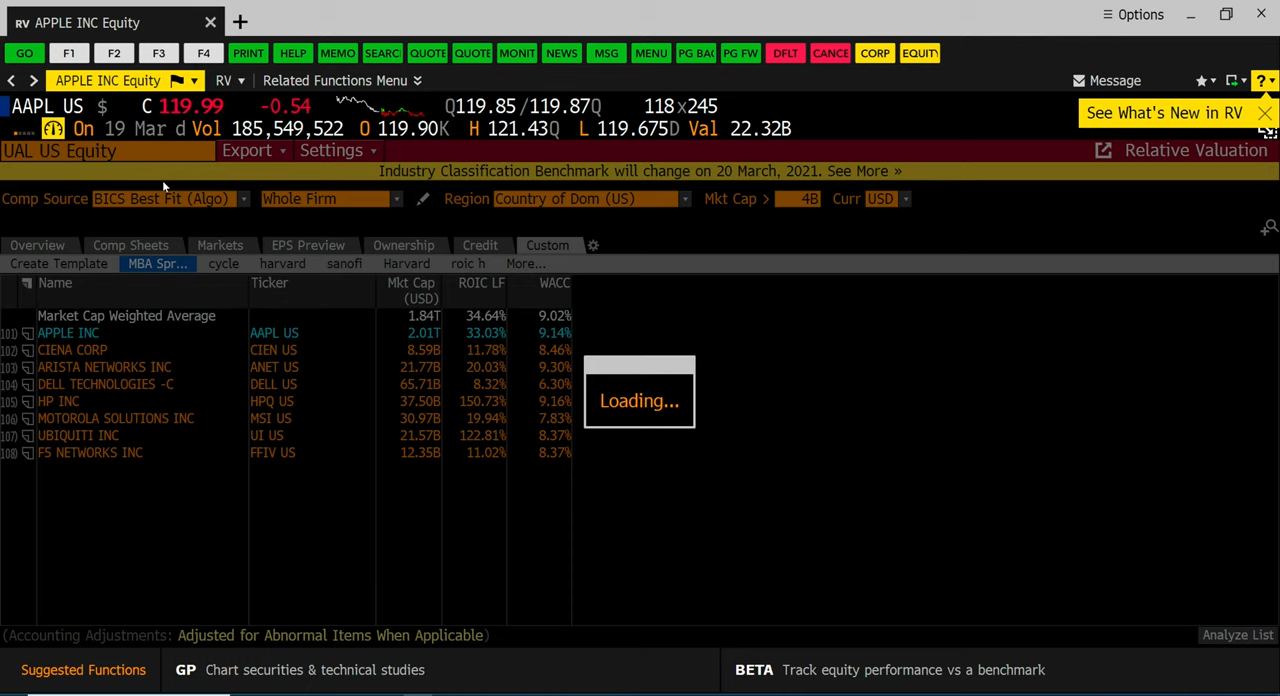 RV APPLE INC Equity
Options
GO F1 F2 F3 F4 PRINT HELP MEMO SEARC QUOTE QUOTE MONIT NEWS MSG MENU PG BAC PG FW DFLT CANCE CORP EQUITY
APPLE INC Equity RV Related Functions Menu Message ?
AAPL US $ C 119.99 -0.54 Q119.85/119.87Q 118x245
See What's New in RV
On 19 Mar d Vol 185,549,522 O 119.90K H 121.43Q L 119.675D Val 22.32B
UAL US Equity Export Settings Relative Valuation
Industry Classification Benchmark will change on 20 March, 2021. See More »
Comp Source BICS Best Fit (Algo) Whole Firm Region Country of Dom (US) Mkt Cap > 4B Curr USD
Overview Comp Sheets Markets EPS Preview Ownership Credit Custom
Create Template MBA Spr... cycle harvard sanofi Harvard roic h More...
Name Ticker Mkt Cap (USD) ROIC LF WACC
Market Cap Weighted Average 1.84T 34.64% 9.02%
101) APPLE INC AAPL US 2.01T 33.03% 9.14%
102) CIENA CORP CIEN US 8.59B 11.78% 8.46%
103) ARISTA NETWORKS INC ANET US 21.77B 20.03% 9.30%
104) DELL TECHNOLOGIES -C DELL US 65.71B 8.32% 6.30%
105) HP INC HPQ US 37.50B 150.73% 9.16%
106) MOTOROLA SOLUTIONS INC MSI US 30.97B 19.94% 7.83%
107) UBIQUITI INC UI US 21.57B 122.81% 8.37%
108) F5 NETWORKS INC FFIV US 12.35B 11.02% 8.37%
Loading...
(Accounting Adjustments: Adjusted for Abnormal Items When Applicable)
Analyze List
Suggested Functions GP Chart securities & technical studies BETA Track equity performance vs a benchmark